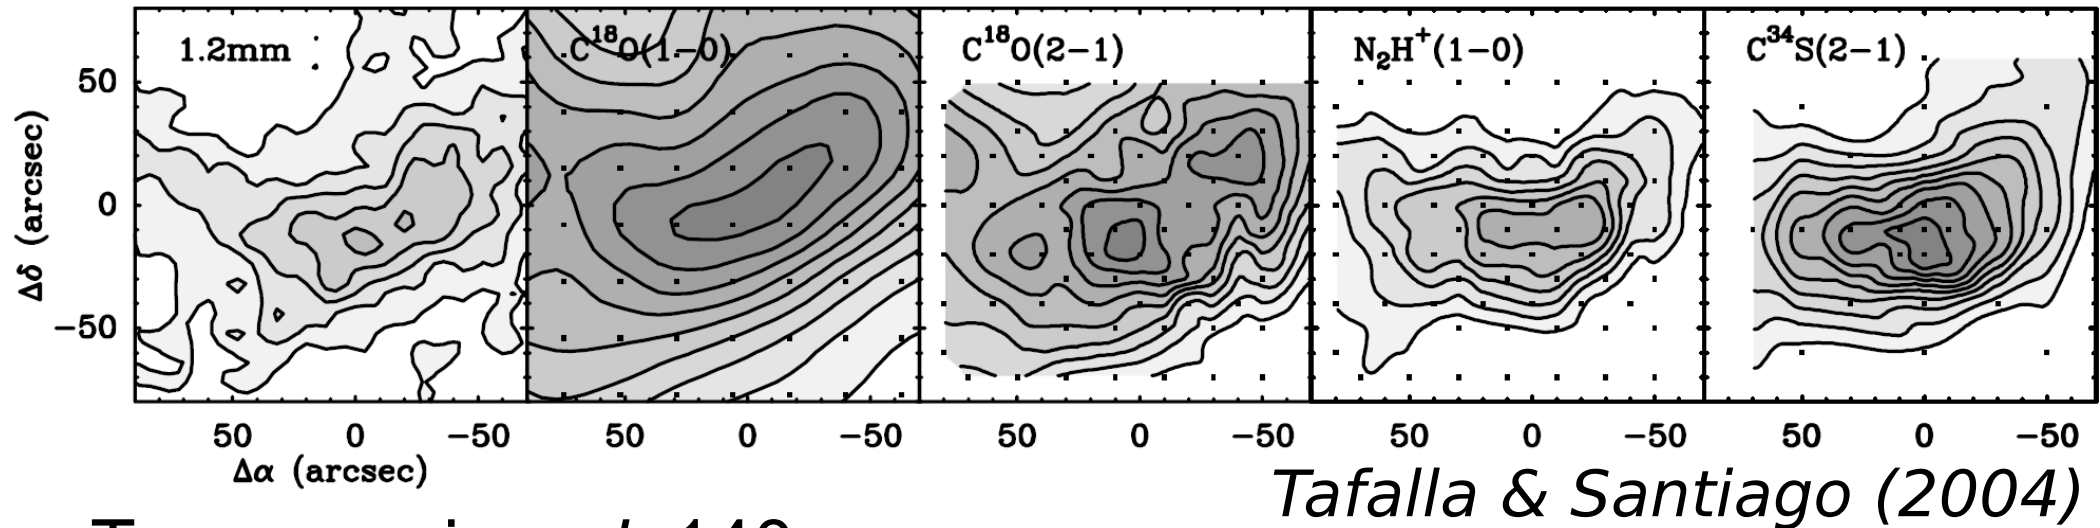 1.2mm C¹⁸O(1−0) C¹⁸O(2−1) N₂H⁺(1−0) C³⁴S(2−1)
50
0
−50
Δδ (arcsec)
50 0 −50 50 0 −50 50 0 −50 50 0 −50 50 0 −50
Δα (arcsec)
Tafalla & Santiago (2004)